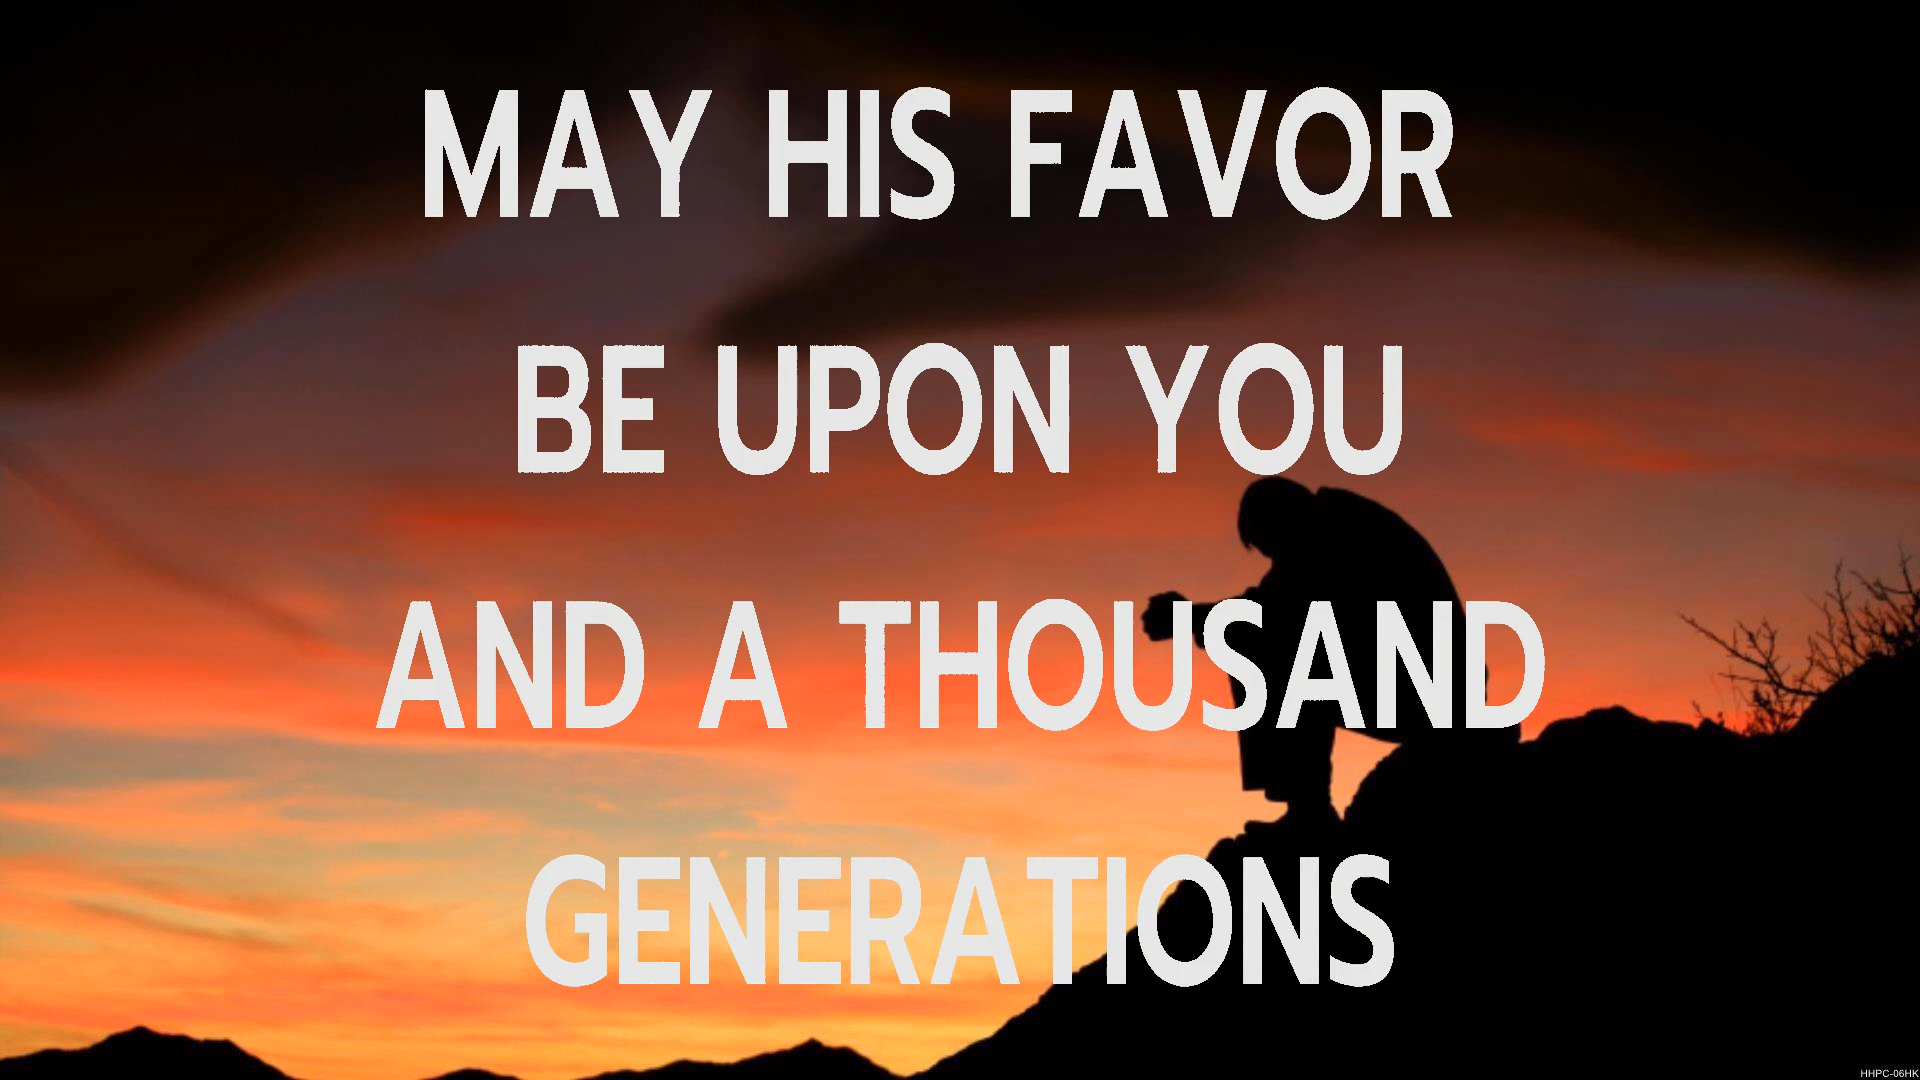 MAY HIS FAVOR
BE UPON YOU
AND A THOUSAND
GENERATIONS
HHPC-06HK